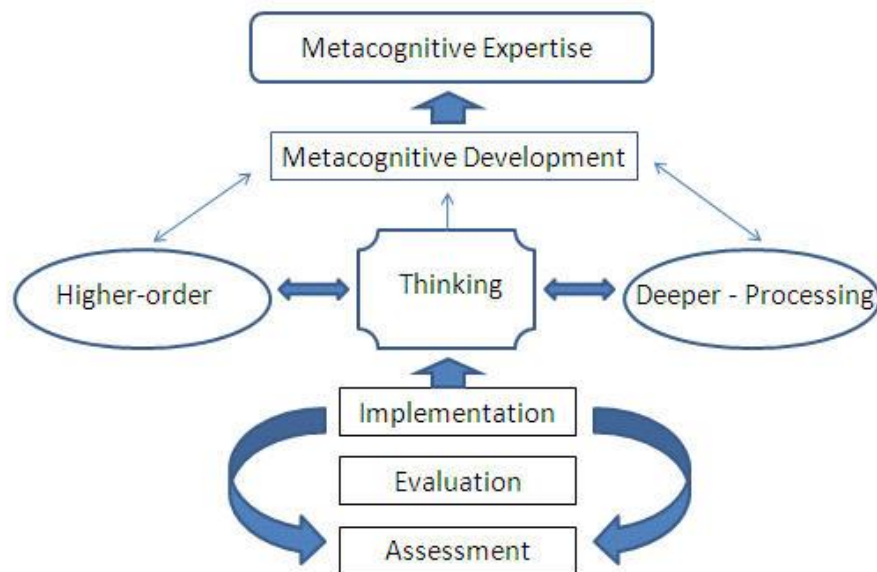 Metacognitive Expertise
Metacognitive Development
Higher-order
Thinking
Deeper - Processing
Implementation
Evaluation
Assessment